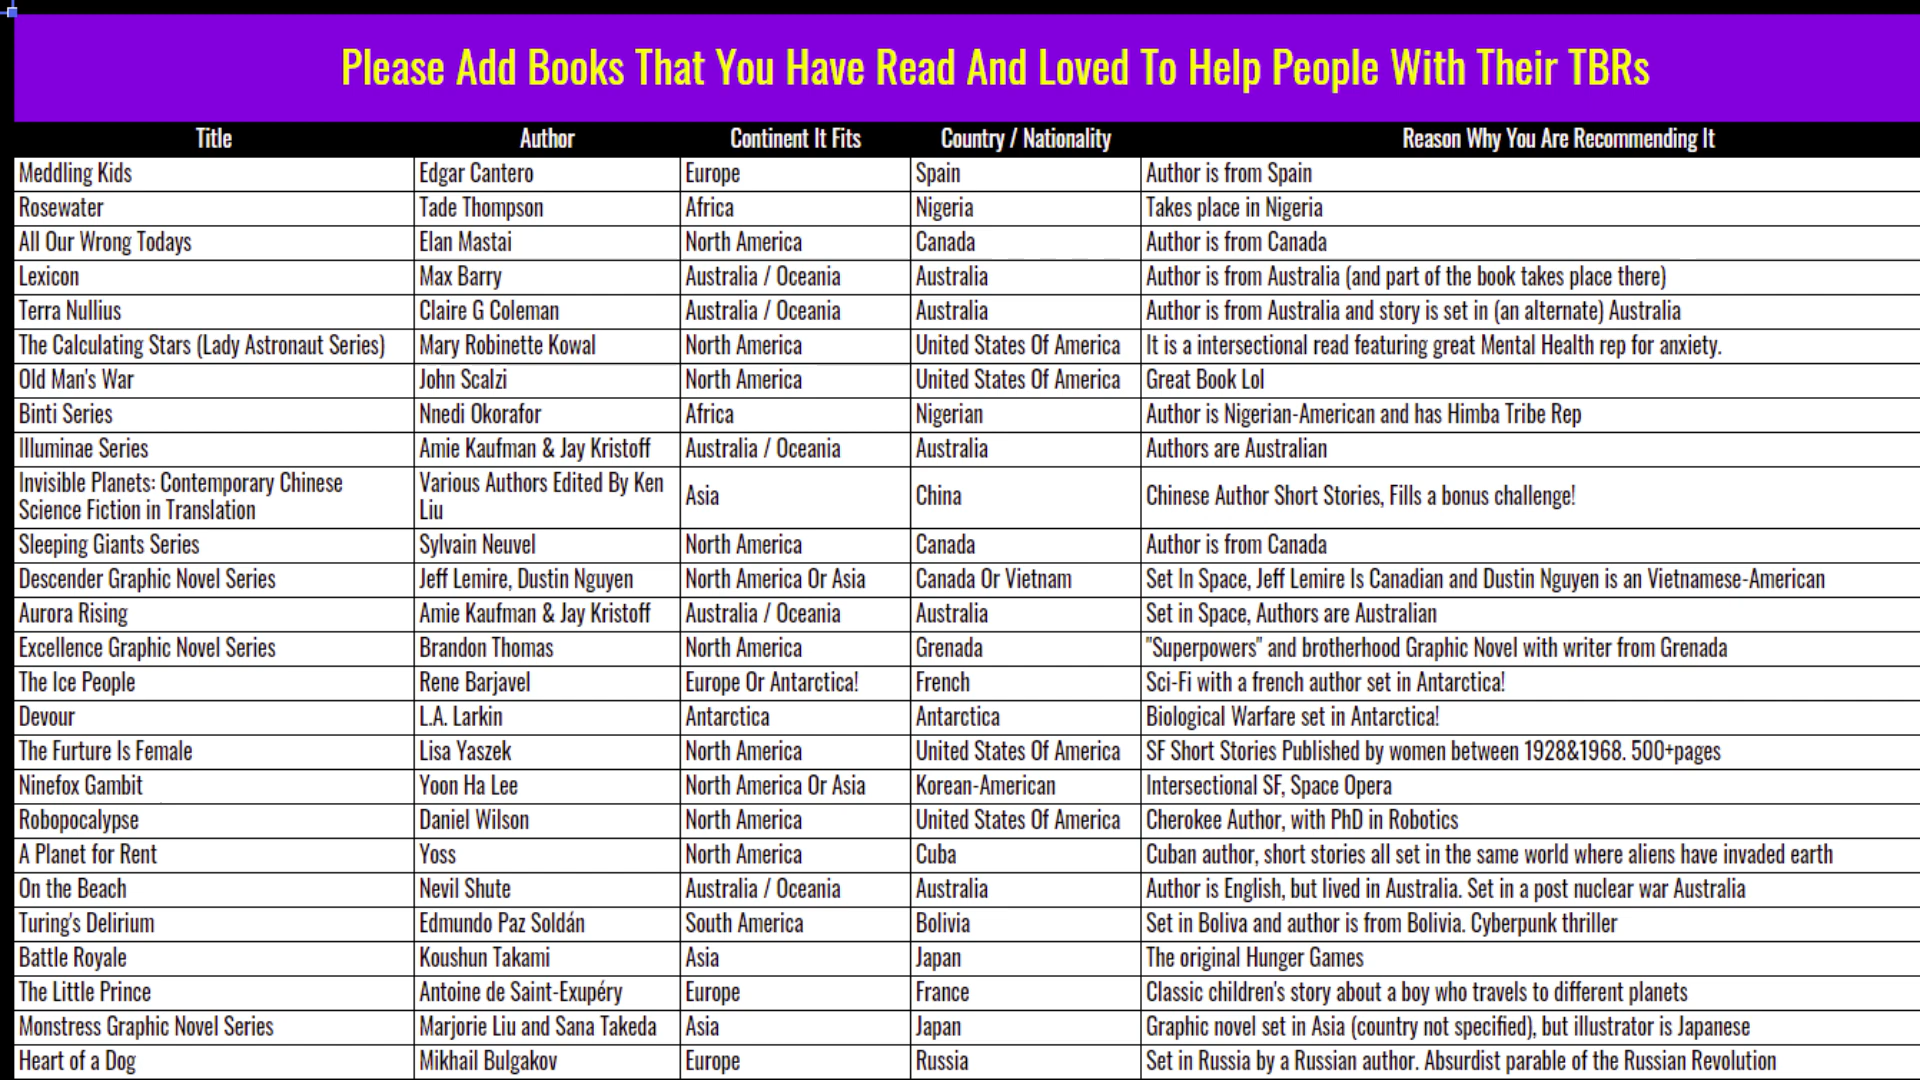 Please Add Books That You Have Read And Loved To Help People With Their TBRs
Title Author Continent It Fits Country / Nationality Reason Why You Are Recommending It
Meddling Kids Edgar Cantero Europe Spain Author is from Spain
Rosewater Tade Thompson Africa Nigeria Takes place in Nigeria
All Our Wrong Todays Elan Mastai North America Canada Author is from Canada
Lexicon Max Barry Australia / Oceania Australia Author is from Australia (and part of the book takes place there)
Terra Nullius Claire G Coleman Australia / Oceania Australia Author is from Australia and story is set in (an alternate) Australia
The Calculating Stars (Lady Astronaut Series) Mary Robinette Kowal North America United States Of America It is a intersectional read featuring great Mental Health rep for anxiety.
Old Man's War John Scalzi North America United States Of America Great Book Lol
Binti Series Nnedi Okorafor Africa Nigerian Author is Nigerian-American and has Himba Tribe Rep
Illuminae Series Amie Kaufman & Jay Kristoff Australia / Oceania Australia Authors are Australian
Invisible Planets: Contemporary Chinese
Science Fiction in Translation
Various Authors Edited By Ken
Liu
Asia China Chinese Author Short Stories, Fills a bonus challenge!
Sleeping Giants Series Sylvain Neuvel North America Canada Author is from Canada
Descender Graphic Novel Series Jeff Lemire, Dustin Nguyen North America Or Asia Canada Or Vietnam Set In Space, Jeff Lemire Is Canadian and Dustin Nguyen is an Vietnamese-American
Aurora Rising Amie Kaufman & Jay Kristoff Australia / Oceania Australia Set in Space, Authors are Australian
Excellence Graphic Novel Series Brandon Thomas North America Grenada "Superpowers" and brotherhood Graphic Novel with writer from Grenada
The Ice People Rene Barjavel Europe Or Antarctica! French Sci-Fi with a french author set in Antarctica!
Devour L.A. Larkin Antarctica Antarctica Biological Warfare set in Antarctica!
The Furture Is Female Lisa Yaszek North America United States Of America SF Short Stories Published by women between 1928&1968. 500+pages
Ninefox Gambit Yoon Ha Lee North America Or Asia Korean-American Intersectional SF, Space Opera
Robopocalypse Daniel Wilson North America United States Of America Cherokee Author, with PhD in Robotics
A Planet for Rent Yoss North America Cuba Cuban author, short stories all set in the same world where aliens have invaded earth
On the Beach Nevil Shute Australia / Oceania Australia Author is English, but lived in Australia. Set in a post nuclear war Australia
Turing's Delirium Edmundo Paz Soldán South America Bolivia Set in Boliva and author is from Bolivia. Cyberpunk thriller
Battle Royale Koushun Takami Asia Japan The original Hunger Games
The Little Prince Antoine de Saint-Exupéry Europe France Classic children's story about a boy who travels to different planets
Monstress Graphic Novel Series Marjorie Liu and Sana Takeda Asia Japan Graphic novel set in Asia (country not specified), but illustrator is Japanese
Heart of a Dog Mikhail Bulgakov Europe Russia Set in Russia by a Russian author. Absurdist parable of the Russian Revolution